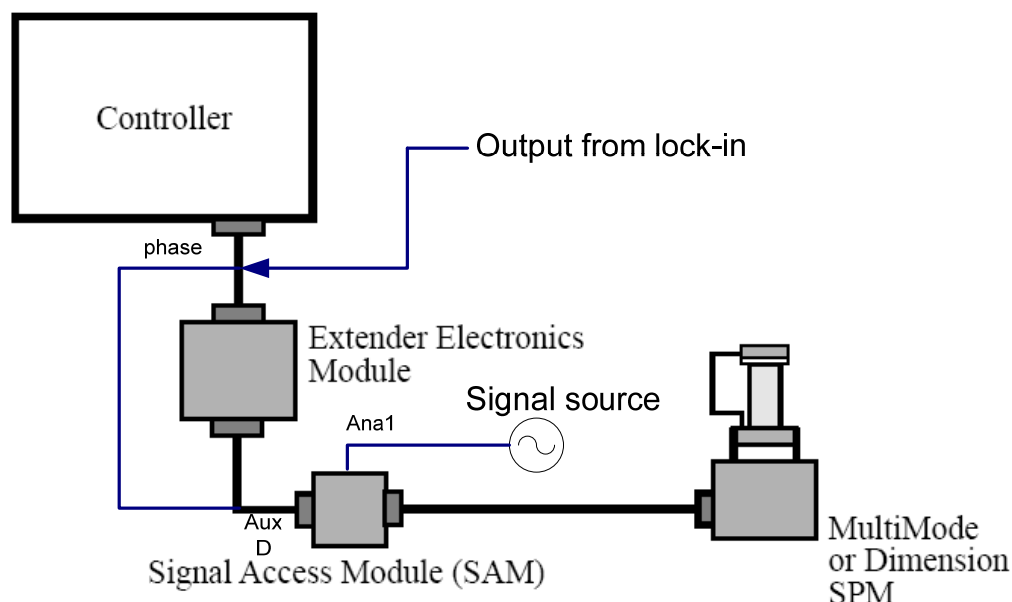 Controller
Output from lock-in
phase
Extender Electronics
Module
Signal source
Ana1
Aux
D
Signal Access Module (SAM)
MultiMode
or Dimension
SPM